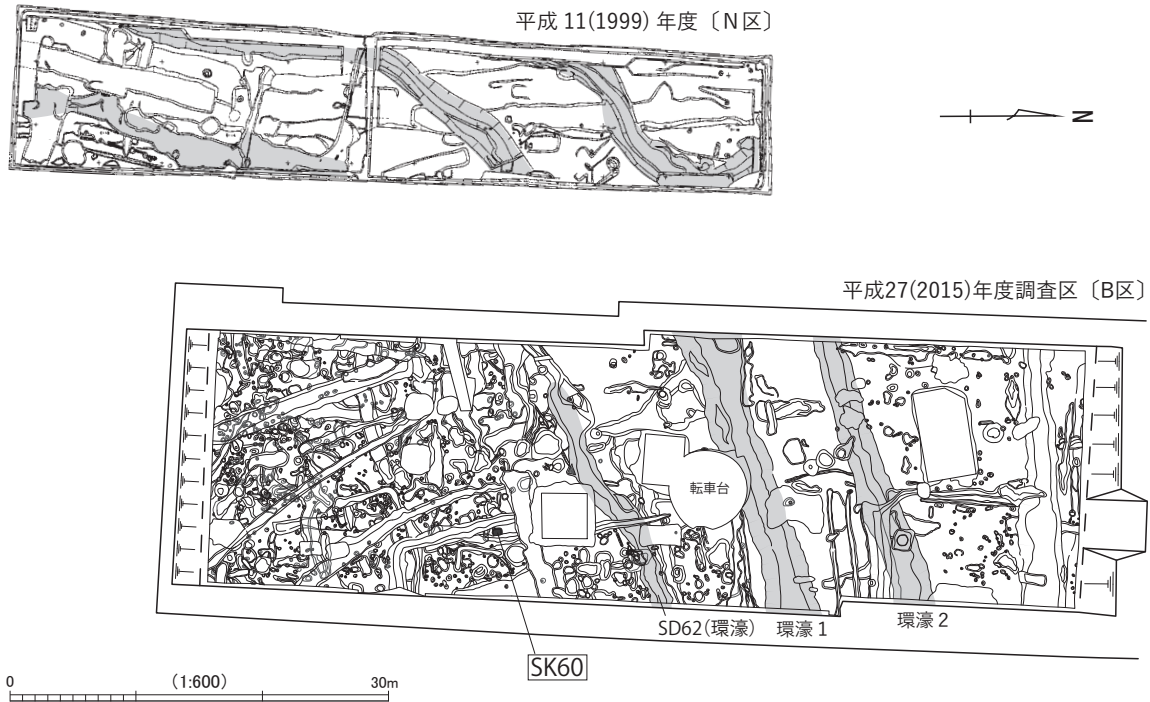 平成 11(1999) 年度〔N区〕
N
平成27(2015)年度調査区〔B区〕
転車台
SD62(環濠) 環濠１
環濠２
SK60
0 (1:600) 30m